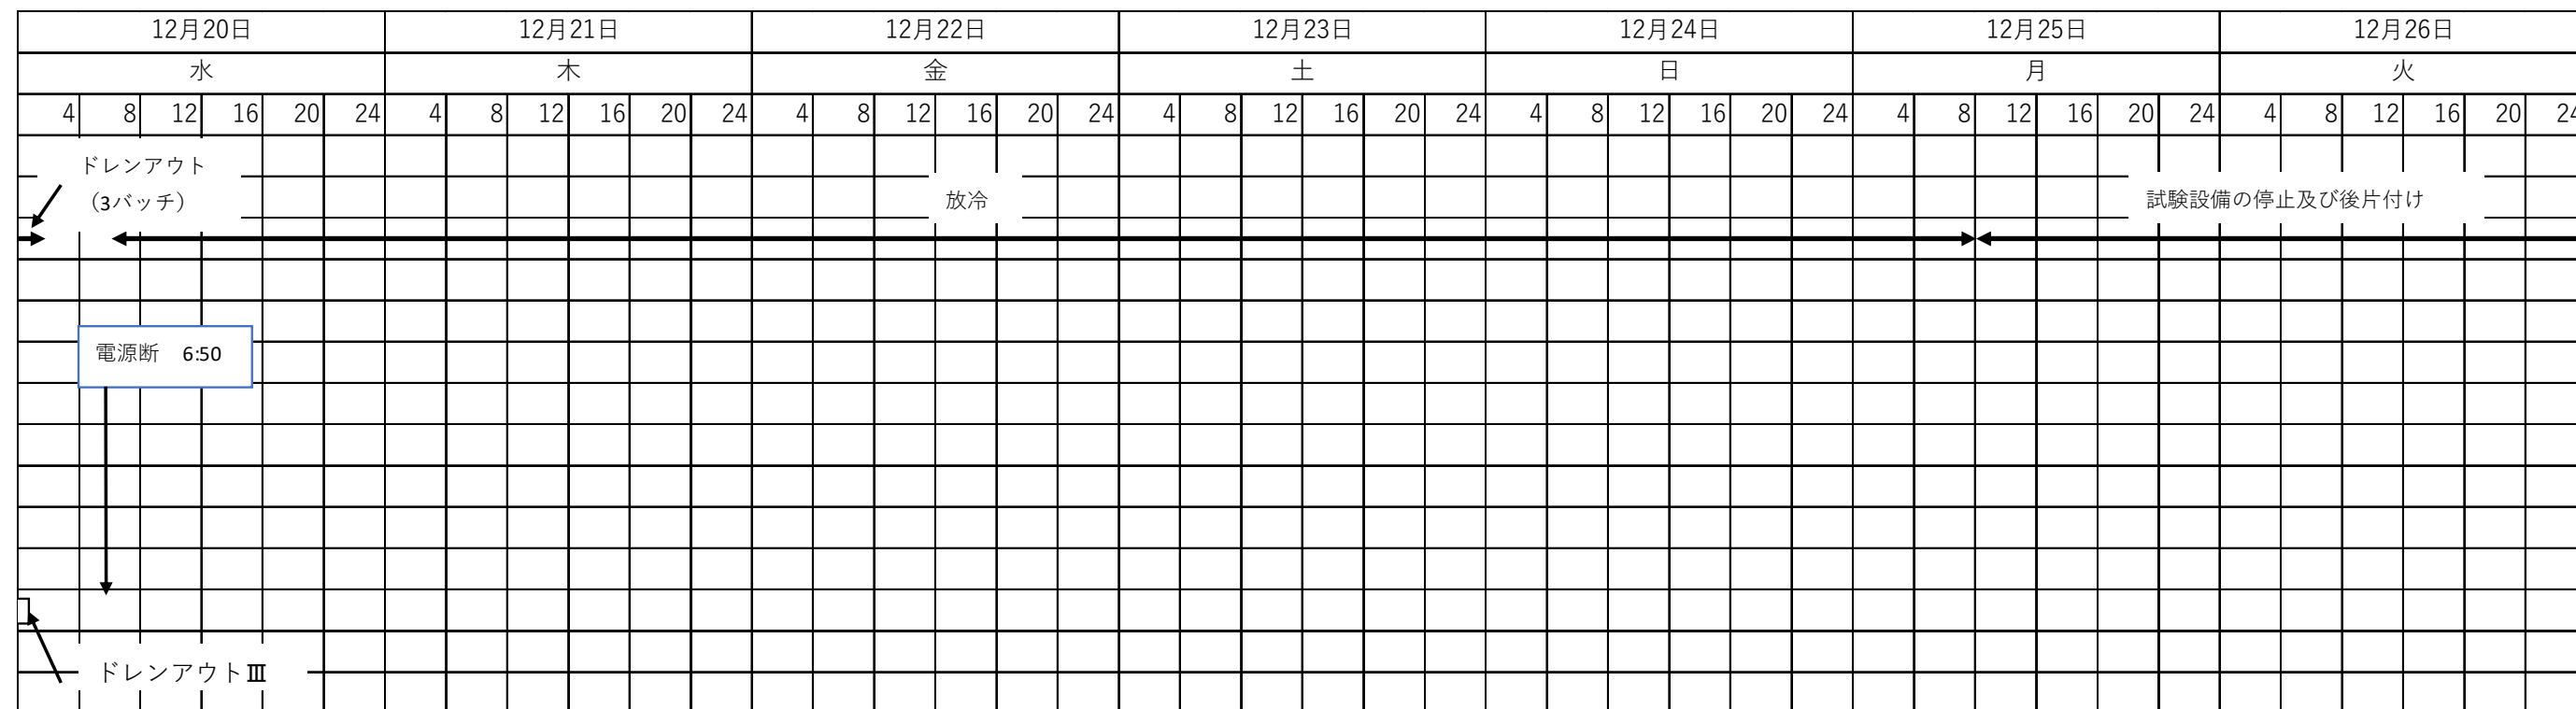 12月20日 12月21日 12月22日 12月23日 12月24日 12月25日 12月26日
水 木 金 土 日 月 火
4 8 12 16 20 24 4 8 12 16 20 24 4 8 12 16 20 24 4 8 12 16 20 24 4 8 12 16 20 24 4 8 12 16 20 24 4 8 12 16 20 24
ドレンアウト
(3バッチ)
放冷
試験設備の停止及び後片付け
電源断 6:50
ドレンアウトⅢ